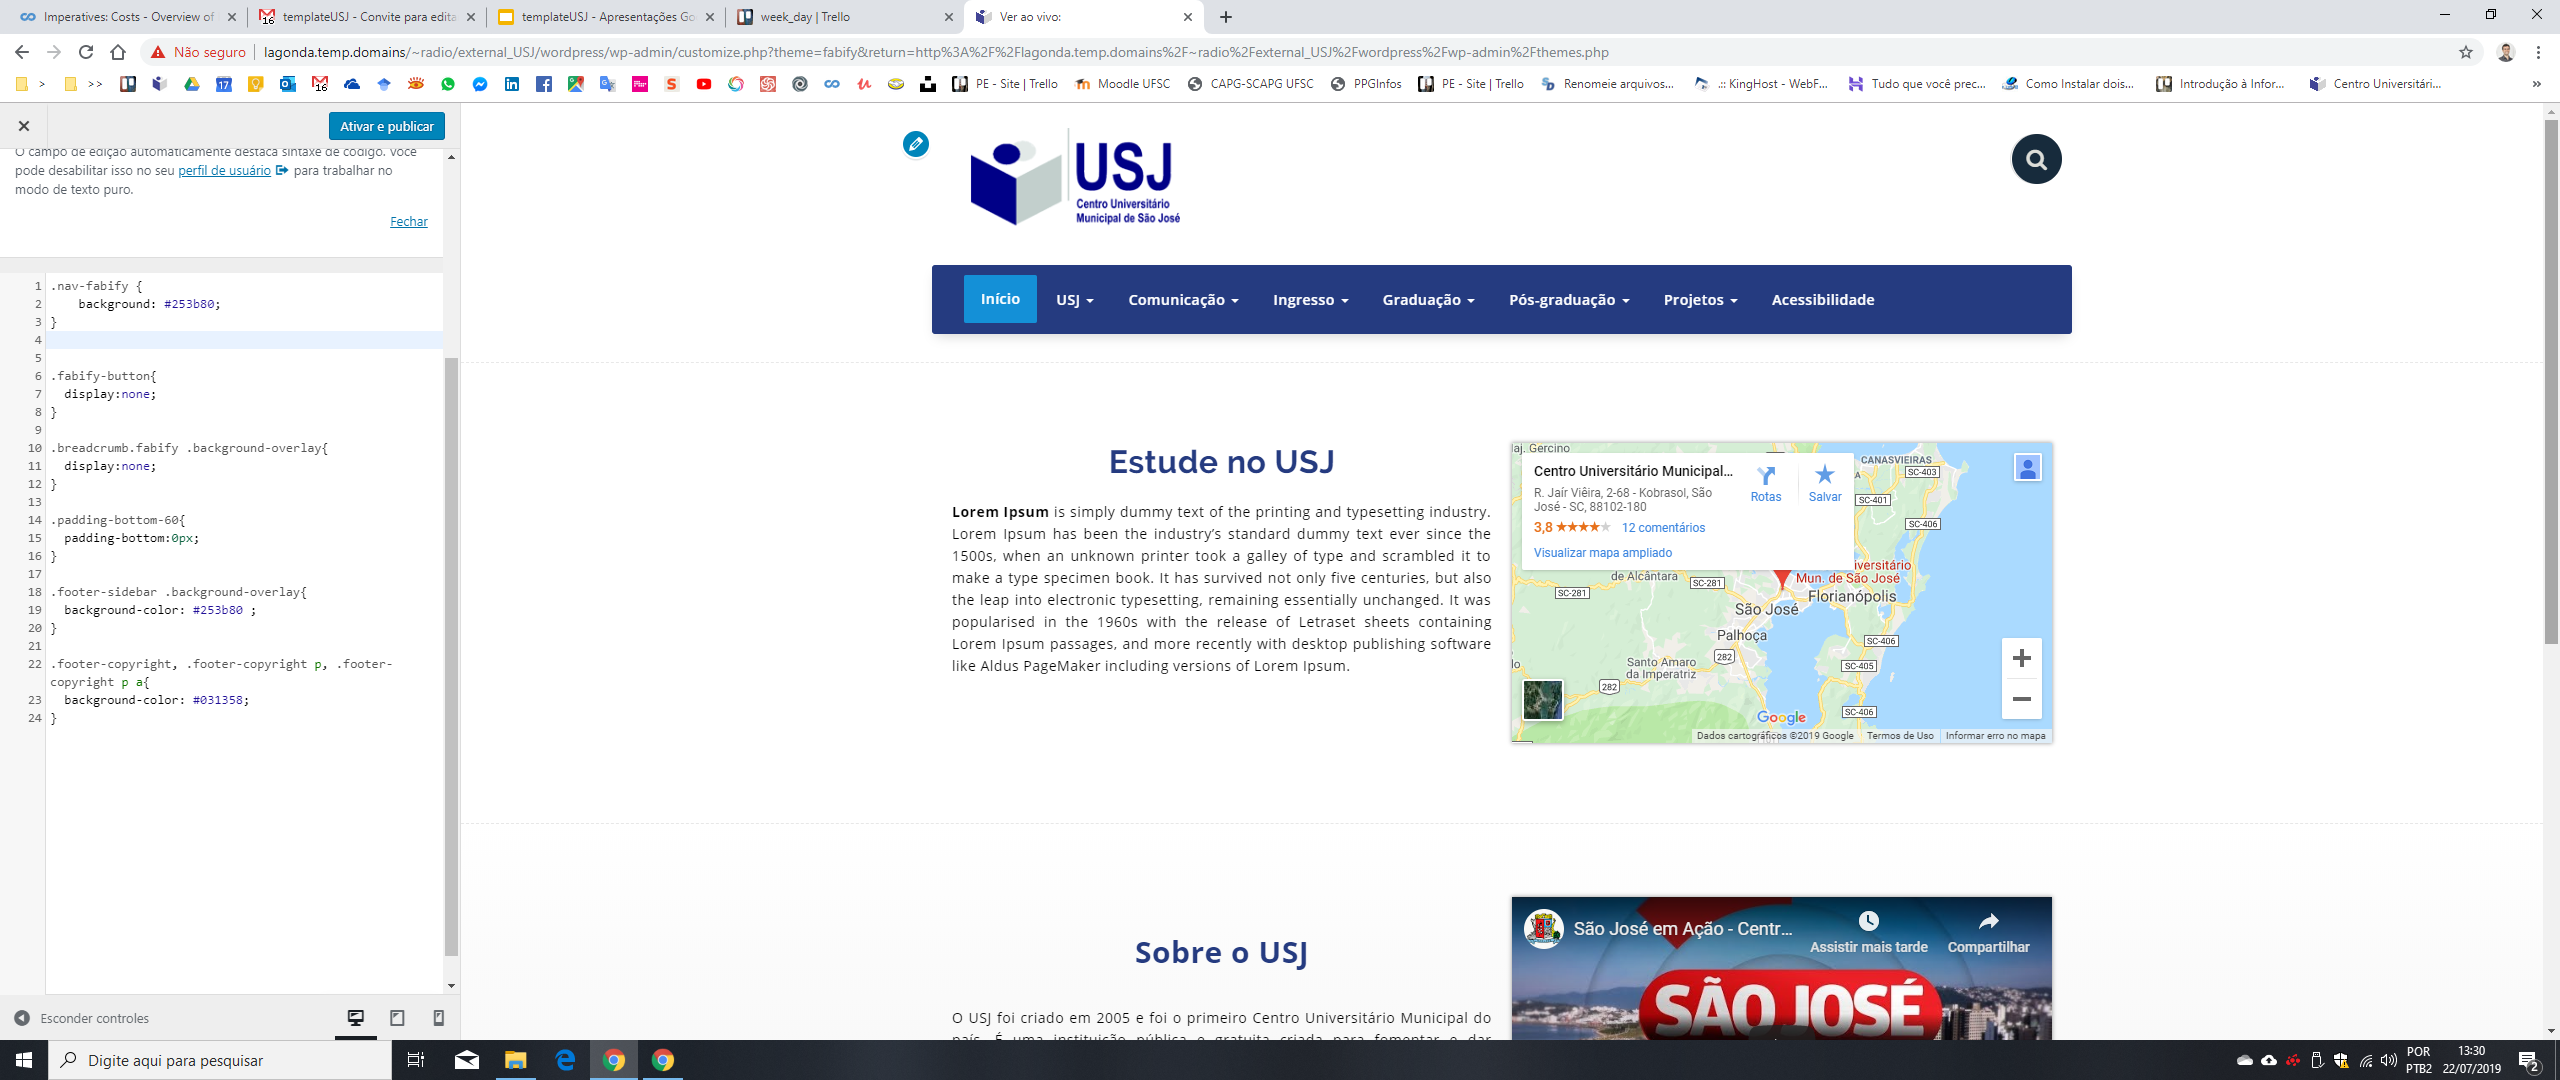 Imperatives: Costs - Overview of
templateUSJ - Convite para edita
templateUSJ - Apresentações Go
week_day | Trello
Ver ao vivo:
Não seguro | lagonda.temp.domains/~radio/external_USJ/wordpress/wp-admin/customize.php?theme=fabify&return=http%3A%2F%2Flagonda.temp.domains%2F~radio%2Fexternal_USJ%2Fwordpress%2Fwp-admin%2Fthemes.php
> >> 17 16 PE - Site | Trello Moodle UFSC CAPG-SCAPG UFSC PPGInfos PE - Site | Trello Renomeie arquivos... .:: KingHost - WebF... Tudo que você prec... Como Instalar dois... Introdução à Infor... Centro Universitári... »
Ativar e publicar
O campo de edição automaticamente destaca sintaxe de código. Você
pode desabilitar isso no seu perfil de usuário para trabalhar no
modo de texto puro.
Fechar
1 .nav-fabify {
2 background: #253b80;
3 }
4
5
6 .fabify-button{
7 display:none;
8 }
9
10 .breadcrumb.fabify .background-overlay{
11 display:none;
12 }
13
14 .padding-bottom-60{
15 padding-bottom:0px;
16 }
17
18 .footer-sidebar .background-overlay{
19 background-color: #253b80 ;
20 }
21
22 .footer-copyright, .footer-copyright p, .footer-
copyright p a{
23 background-color: #031358;
24 }
Esconder controles
USJ
Centro Universitário
Municipal de São José
Início USJ Comunicação Ingresso Graduação Pós-graduação Projetos Acessibilidade
Estude no USJ
Lorem Ipsum is simply dummy text of the printing and typesetting industry.
Lorem Ipsum has been the industry’s standard dummy text ever since the
1500s, when an unknown printer took a galley of type and scrambled it to
make a type specimen book. It has survived not only five centuries, but also
the leap into electronic typesetting, remaining essentially unchanged. It was
popularised in the 1960s with the release of Letraset sheets containing
Lorem Ipsum passages, and more recently with desktop publishing software
like Aldus PageMaker including versions of Lorem Ipsum.
aj. Gercino
CANASVIEIRAS
SC-403
Centro Universitário Municipal...
R. Jaír Viêira, 2-68 - Kobrasol, São
José - SC, 88102-180
3,8 12 comentários
Visualizar mapa ampliado
Rotas
Salvar
SC-401
SC-406
de Alcântara
SC-281
SC-281
versitário
Mun. de São José
Florianópolis
São José
Palhoça
282
SC-406
Santo Amaro
da Imperatriz
SC-405
282
SC-406
Google
Dados cartográficos ©2019 Google Termos de Uso Informar erro no mapa
Sobre o USJ
O USJ foi criado em 2005 e foi o primeiro Centro Universitário Municipal do
país. É uma instituição pública e gratuita criada para fomentar e dar
São José em Ação - Centr...
Assistir mais tarde
Compartilhar
SÃO JOSÉ
Digite aqui para pesquisar
POR
PTB2
13:30
22/07/2019
2